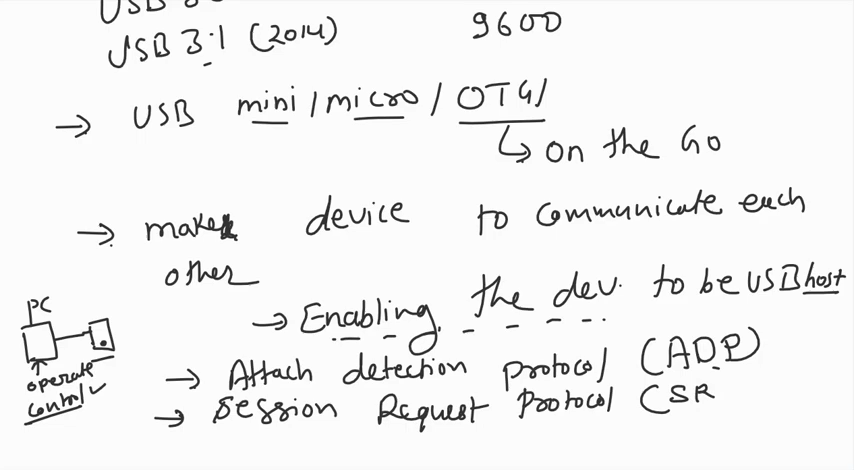 USB
USB 3.1 (2014) 9600
→ USB mini / micro / OTG /
↳ on the Go
→ make device to communicate each
other
→ Enabling the dev. to be USB host
PC
operate
control ✓
→ Attach detection protocol (ADP)
→ Session Request Protocol (SR